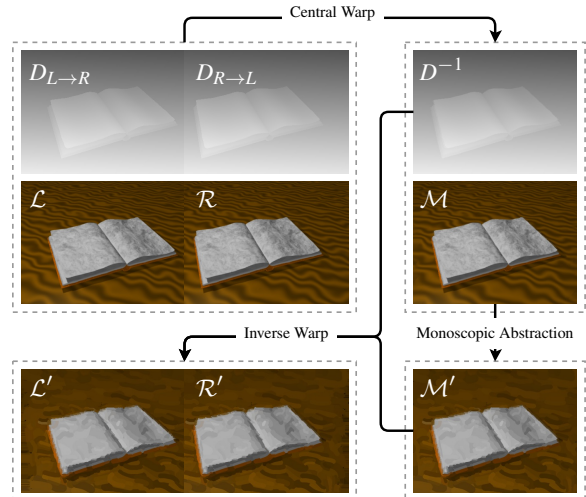 Central Warp
D_{L→R} D_{R→L} D^{-1}
ℒ ℛ ℳ
Inverse Warp Monoscopic Abstraction
ℒ′ ℛ′ ℳ′